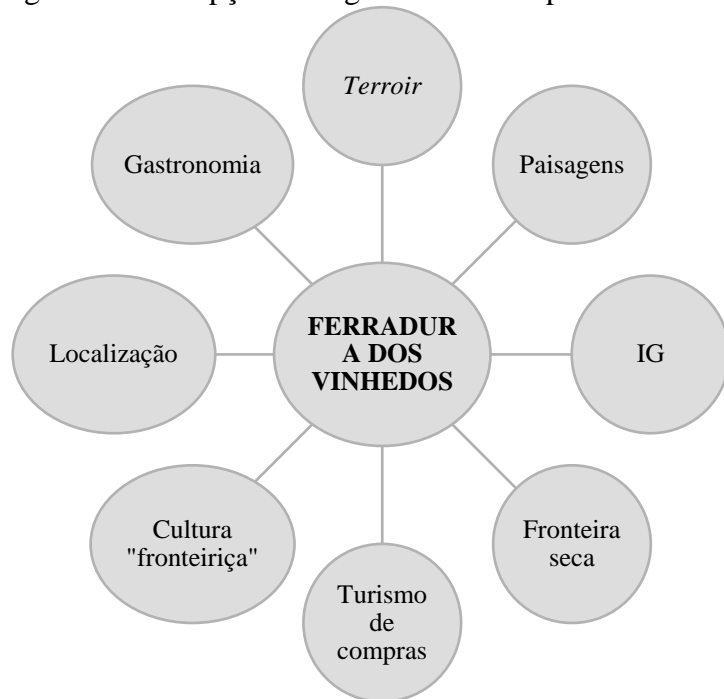 Terroir
Gastronomia
Paisagens
Localização
FERRADUR
A DOS
VINHEDOS
IG
Cultura
"fronteiriça"
Fronteira
seca
Turismo
de
compras